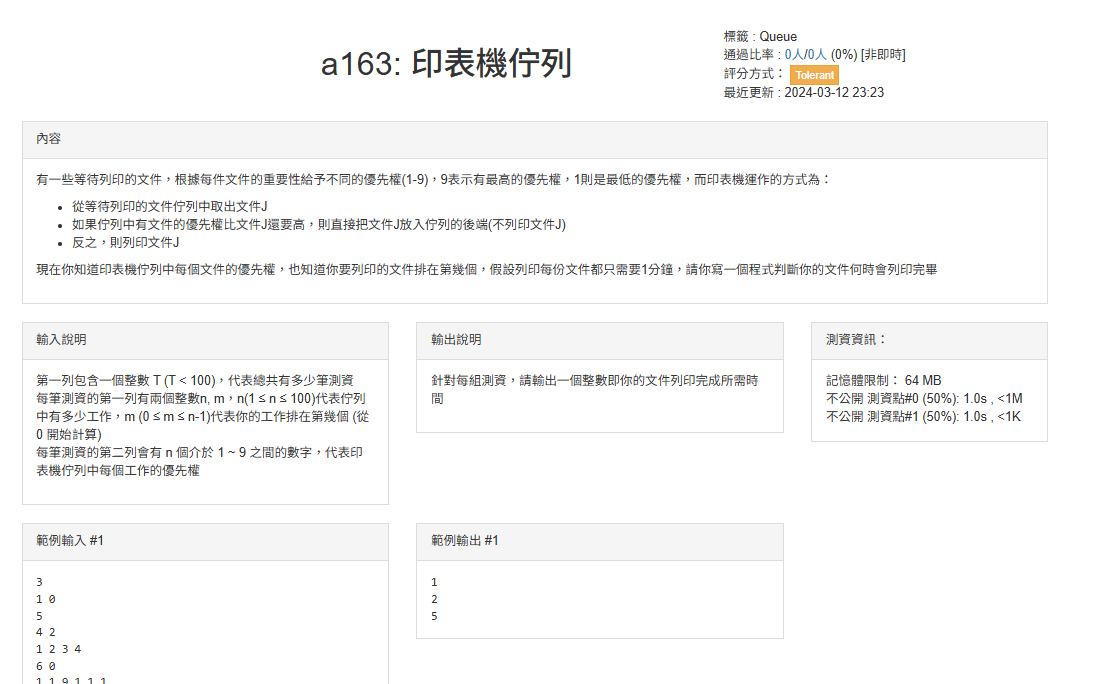 a163: 印表機佇列
標籤 : Queue
通過比率 : 0人/0人 (0%) [非即時]
評分方式： Tolerant
最近更新 : 2024-03-12 23:23
內容
有一些等待列印的文件，根據每件文件的重要性給予不同的優先權(1-9)，9表示有最高的優先權，1則是最低的優先權，而印表機運作的方式為：
• 從等待列印的文件佇列中取出文件J
• 如果佇列中有文件的優先權比文件J還要高，則直接把文件J放入佇列的後端(不列印文件J)
• 反之，則列印文件J
現在你知道印表機佇列中每個文件的優先權，也知道你要列印的文件排在第幾個，假設列印每份文件都只需要1分鐘，請你寫一個程式判斷你的文件何時會列印完畢
輸入說明
第一列包含一個整數 T (T < 100)，代表總共有多少筆測資
每筆測資的第一列有兩個整數n, m，n(1 ≤ n ≤ 100)代表佇列
中有多少工作，m (0 ≤ m ≤ n-1)代表你的工作排在第幾個 (從
0 開始計算)
每筆測資的第二列會有 n 個介於 1 ~ 9 之間的數字，代表印
表機佇列中每個工作的優先權
輸出說明
針對每組測資，請輸出一個整數即你的文件列印完成所需時
間
測資資訊：
記憶體限制： 64 MB
不公開 測資點#0 (50%): 1.0s , <1M
不公開 測資點#1 (50%): 1.0s , <1K
範例輸入 #1
3
1 0
5
4 2
1 2 3 4
6 0
1 1 9 1 1 1
範例輸出 #1
1
2
5